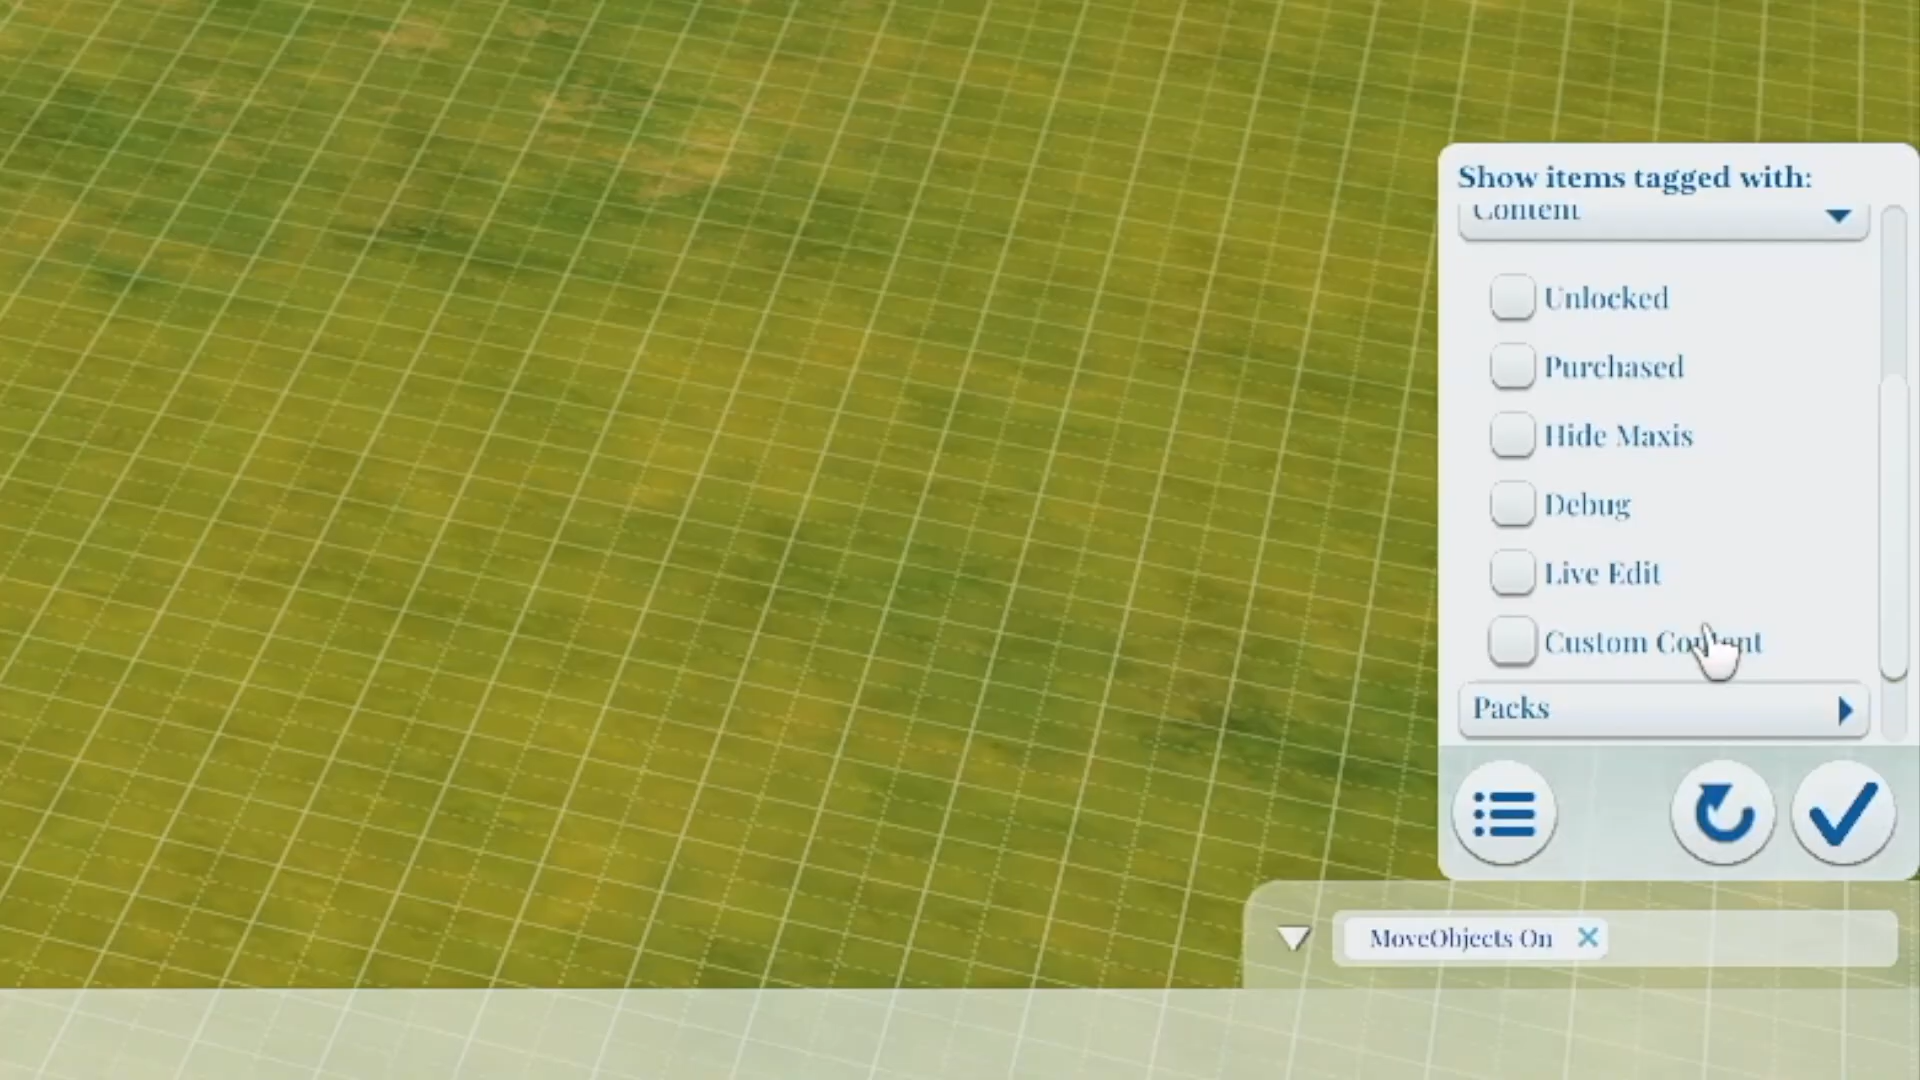 Show items tagged with:
Content
Unlocked
Purchased
Hide Maxis
Debug
Live Edit
Custom Content
Packs
MoveObjects On